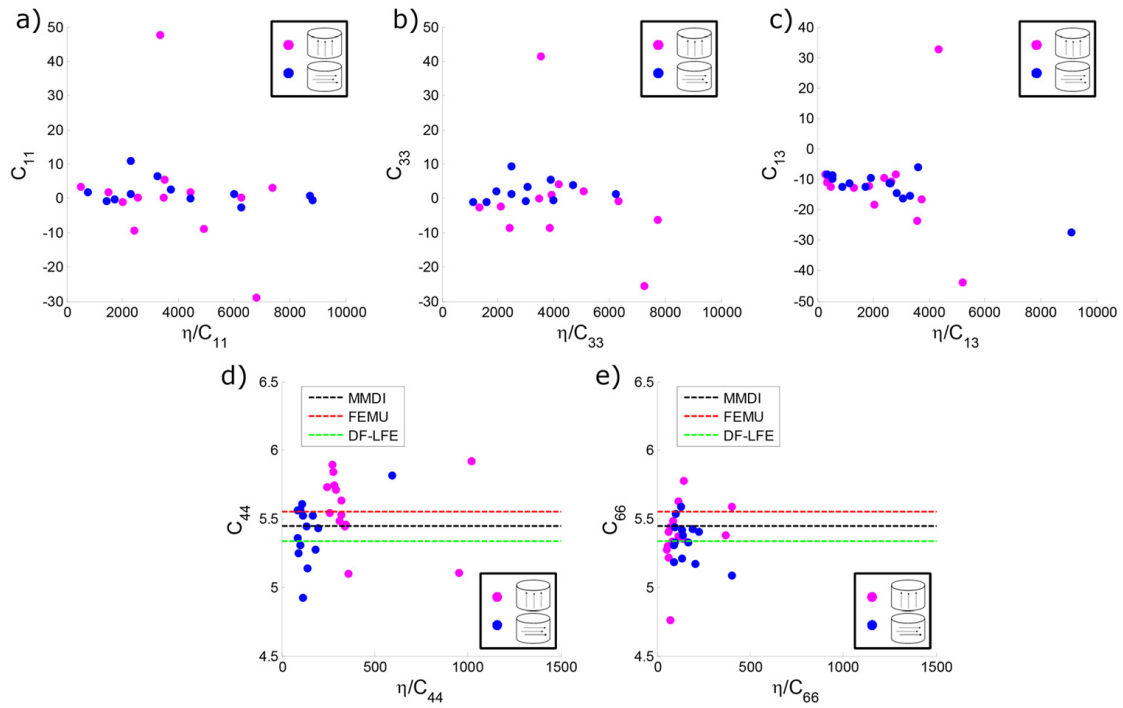 a)
50
40
30
20
10
0
-10
-20
-30
C11
0 2000 4000 6000 8000 10000
η/C11
b)
50
40
30
20
10
0
-10
-20
-30
C33
0 2000 4000 6000 8000 10000
η/C33
c)
40
30
20
10
0
-10
-20
-30
-40
-50
C13
0 2000 4000 6000 8000 10000
η/C13
d)
6.5
6
5.5
5
4.5
C44
MMDI
FEMU
DF-LFE
0 500 1000 1500
η/C44
e)
6.5
6
5.5
5
4.5
C66
MMDI
FEMU
DF-LFE
0 500 1000 1500
η/C66